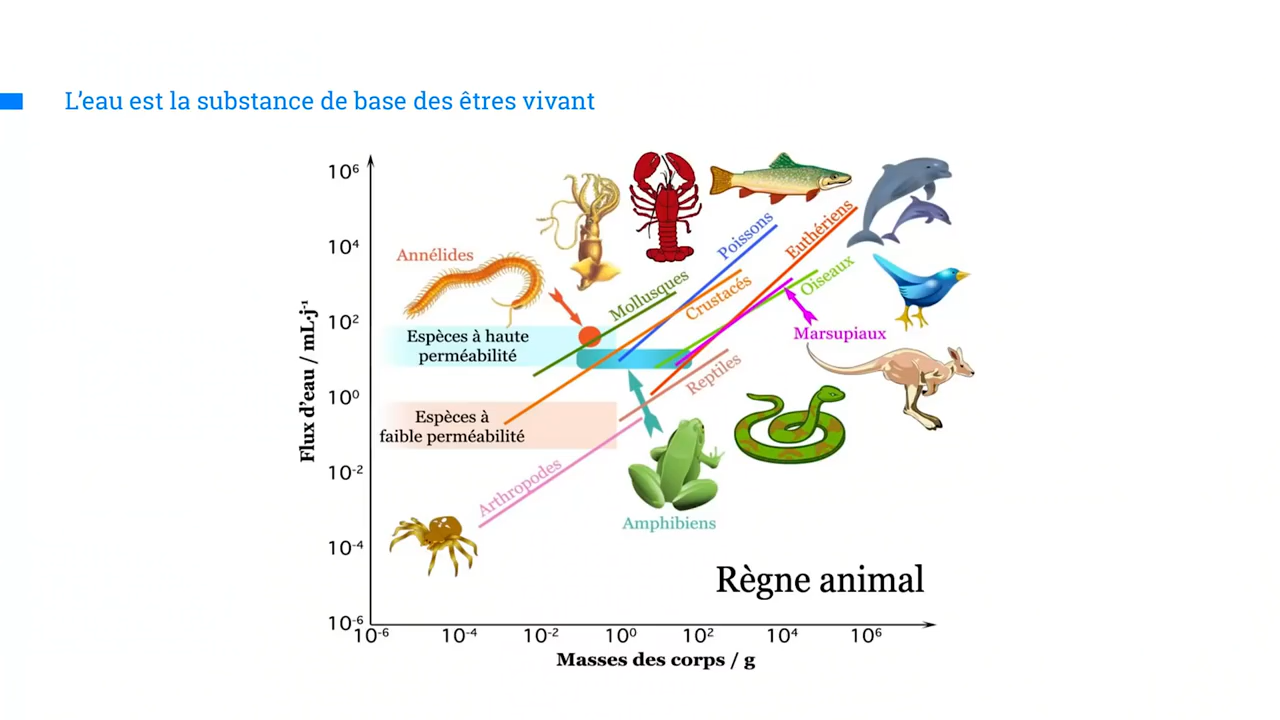 L'eau est la substance de base des êtres vivant
10⁶
10⁴
10²
10⁰
10⁻²
10⁻⁴
10⁻⁶
Flux d'eau / mL·j⁻¹
Annélides
Espèces à haute
perméabilité
Espèces à
faible perméabilité
Mollusques
Poissons
Crustacés
Euthériens
Oiseaux
Marsupiaux
Reptiles
Arthropodes
Amphibiens
Règne animal
10⁻⁶
10⁻⁴
10⁻²
10⁰
10²
10⁴
10⁶
Masses des corps / g